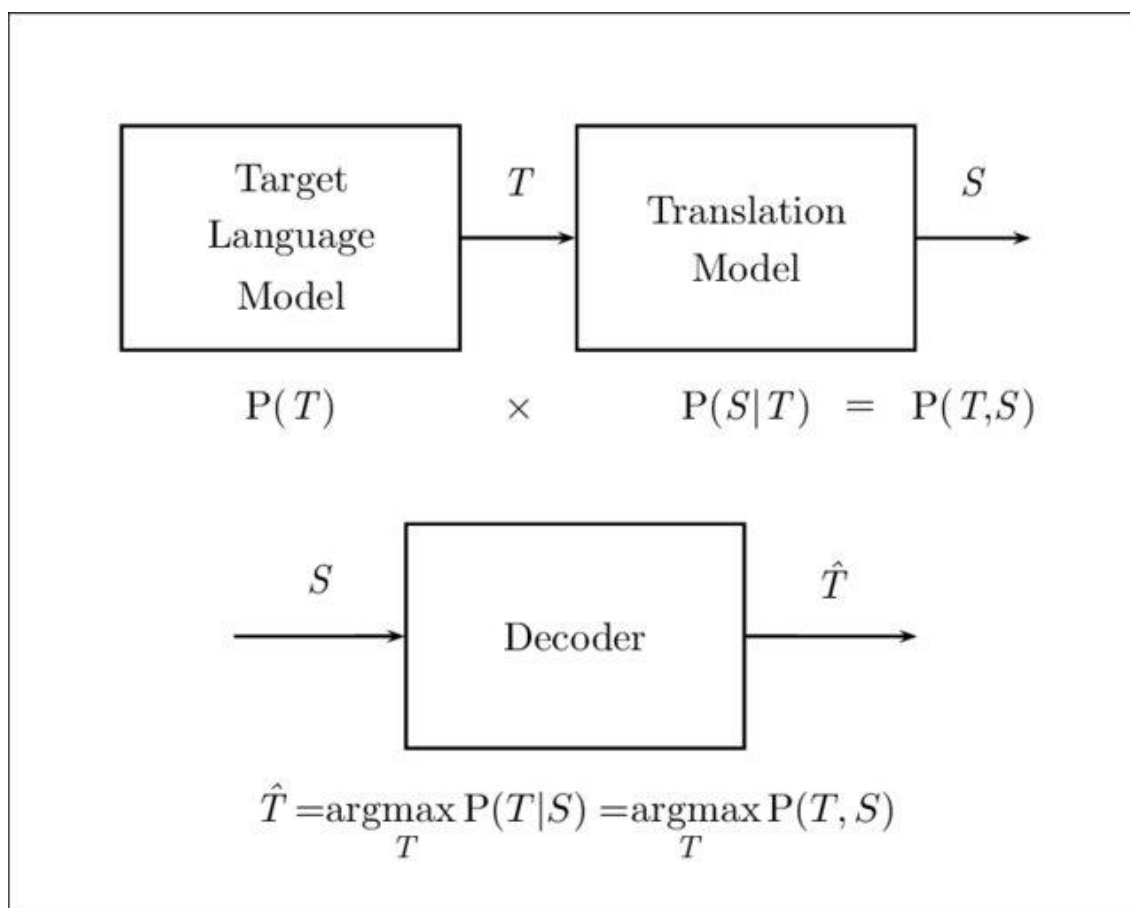 Target
Language
Model
T
Translation
Model
S
P(T) × P(S|T) = P(T,S)
S
Decoder
T̂
T̂ =argmax P(T|S) =argmax P(T, S)
T T